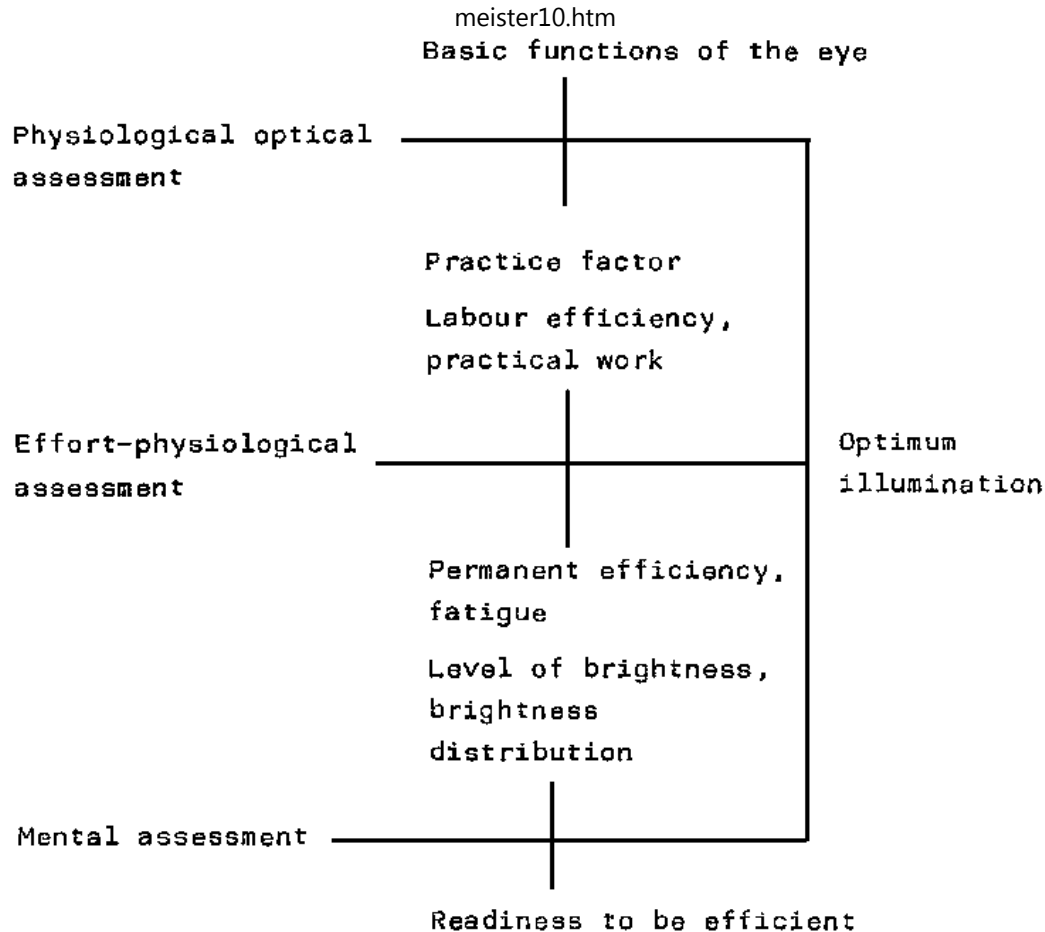 meister10.htm
Basic functions of the eye
Physiological optical
assessment
Practice factor
Labour efficiency,
practical work
Effort-physiological
assessment
Optimum
illumination
Permanent efficiency,
fatigue
Level of brightness,
brightness
distribution
Mental assessment
Readiness to be efficient